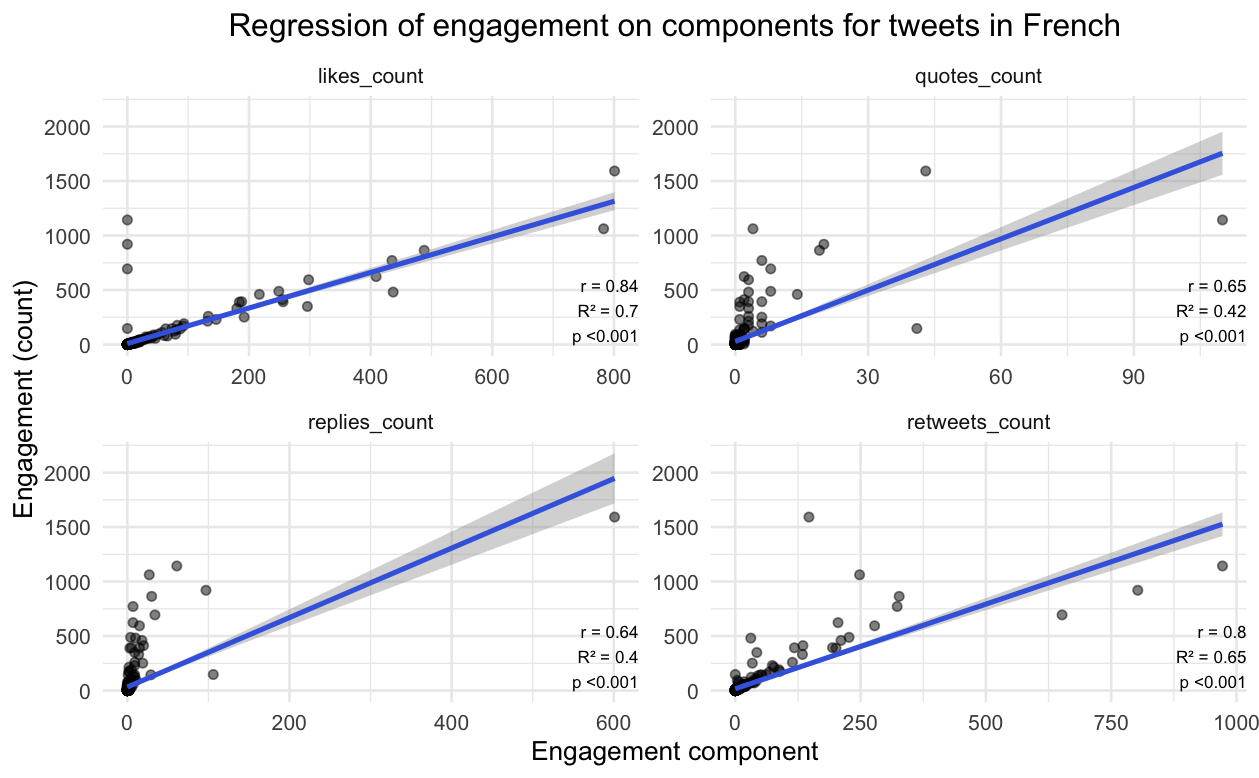 Regression of engagement on components for tweets in French
likes_count
quotes_count
2000
1500
1000
500
0
r = 0.84
R² = 0.7
p <0.001
0 200 400 600 800
2000
1500
1000
500
0
r = 0.65
R² = 0.42
p <0.001
0 30 60 90
Engagement (count)
replies_count
retweets_count
2000
1500
1000
500
0
r = 0.64
R² = 0.4
p <0.001
0 200 400 600
2000
1500
1000
500
0
r = 0.8
R² = 0.65
p <0.001
0 250 500 750 1000
Engagement component